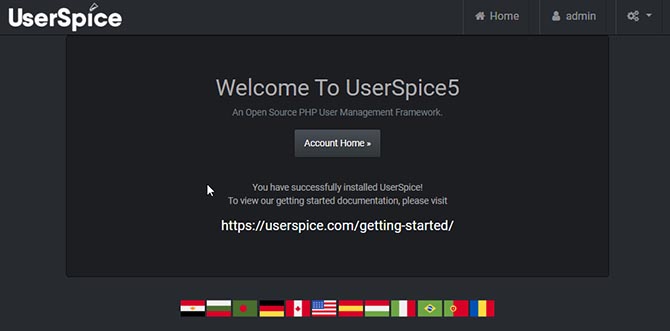 UserSpice
Home
admin
Welcome To UserSpice5
An Open Source PHP User Management Framework.
Account Home »
You have successfully installed UserSpice!
To view our getting started documentation, please visit
https://userspice.com/getting-started/